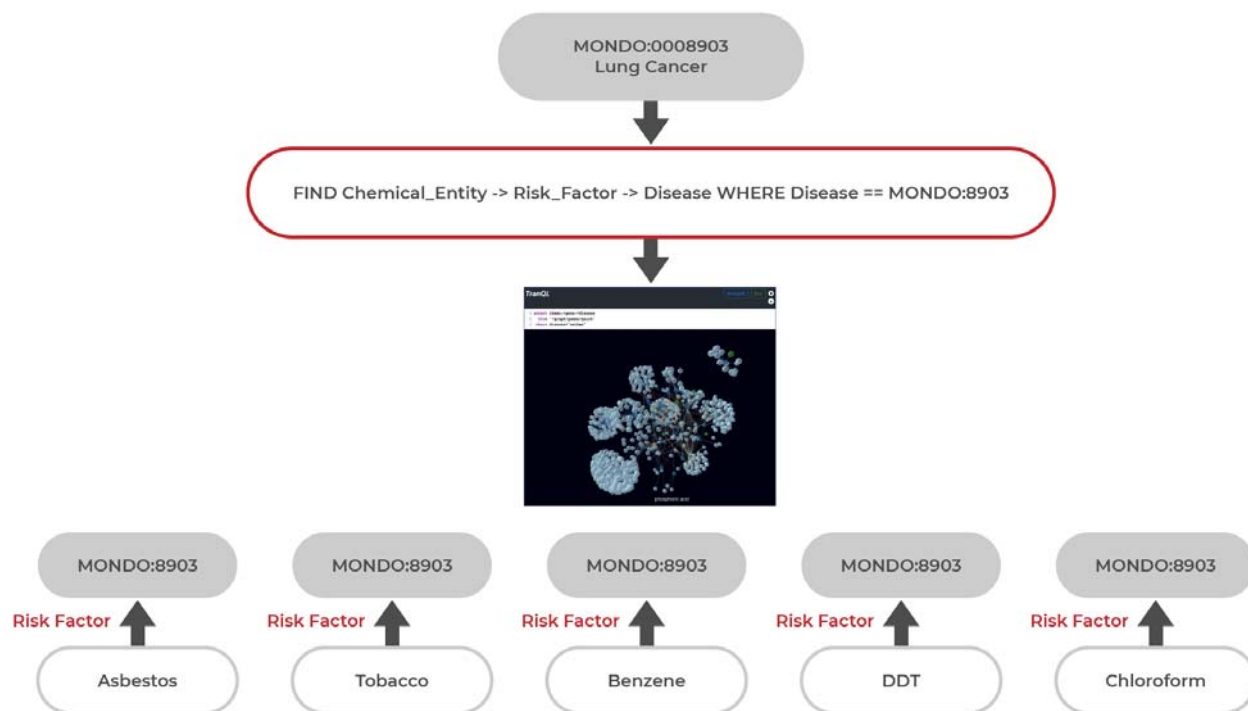 MONDO:0008903
Lung Cancer
FIND Chemical_Entity -> Risk_Factor -> Disease WHERE Disease == MONDO:8903
TranQL
phosphoric acid
MONDO:8903 MONDO:8903 MONDO:8903 MONDO:8903 MONDO:8903
Risk Factor Risk Factor Risk Factor Risk Factor Risk Factor
Asbestos Tobacco Benzene DDT Chloroform